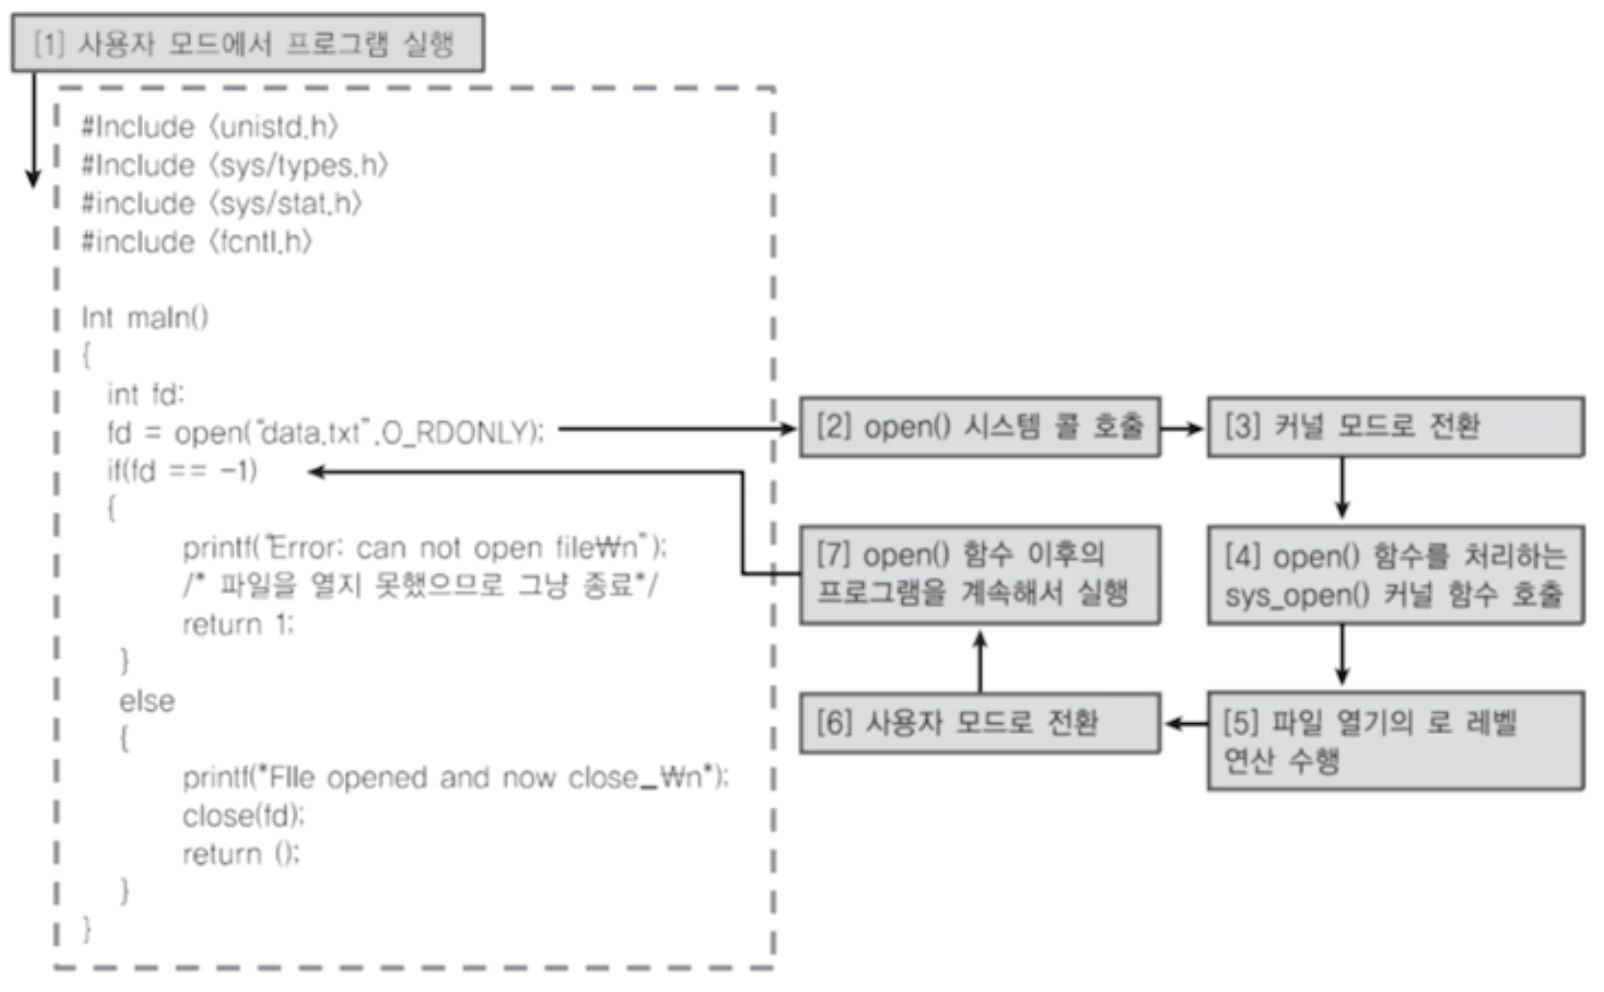 [1] 사용자 모드에서 프로그램 실행
#Include <unistd.h>
#Include <sys/types.h>
#include <sys/stat.h>
#include <fcntl.h>
Int maIn()
{
int fd:
fd = open("data.txt",O_RDONLY);
if(fd == -1)
{
printf("Error: can not open file₩n");
/* 파일을 열지 못했으므로 그냥 종료*/
return 1;
}
else
{
printf("FIle opened and now close_₩n");
close(fd);
return ();
}
}
[2] open() 시스템 콜 호출
[3] 커널 모드로 전환
[4] open() 함수를 처리하는
sys_open() 커널 함수 호출
[5] 파일 열기의 로 레벨
연산 수행
[6] 사용자 모드로 전환
[7] open() 함수 이후의
프로그램을 계속해서 실행